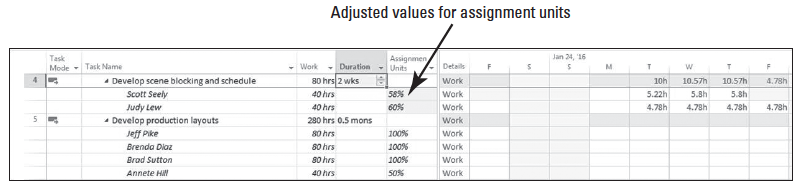 Adjusted values for assignment units
Task Mode Task Name Work Duration Assignmen Units Details F S Jan 24, '16 S M T W T F
4 Develop scene blocking and schedule 80 hrs 2 wks Work 10h 10.57h 10.57h 4.78h
Scott Seely 40 hrs 58% Work 5.22h 5.8h 5.8h
Judy Lew 40 hrs 60% Work 4.78h 4.78h 4.78h 4.78h
5 Develop production layouts 280 hrs 0.5 mons Work
Jeff Pike 80 hrs 100% Work
Brenda Diaz 80 hrs 100% Work
Brad Sutton 80 hrs 100% Work
Annete Hill 40 hrs 50% Work